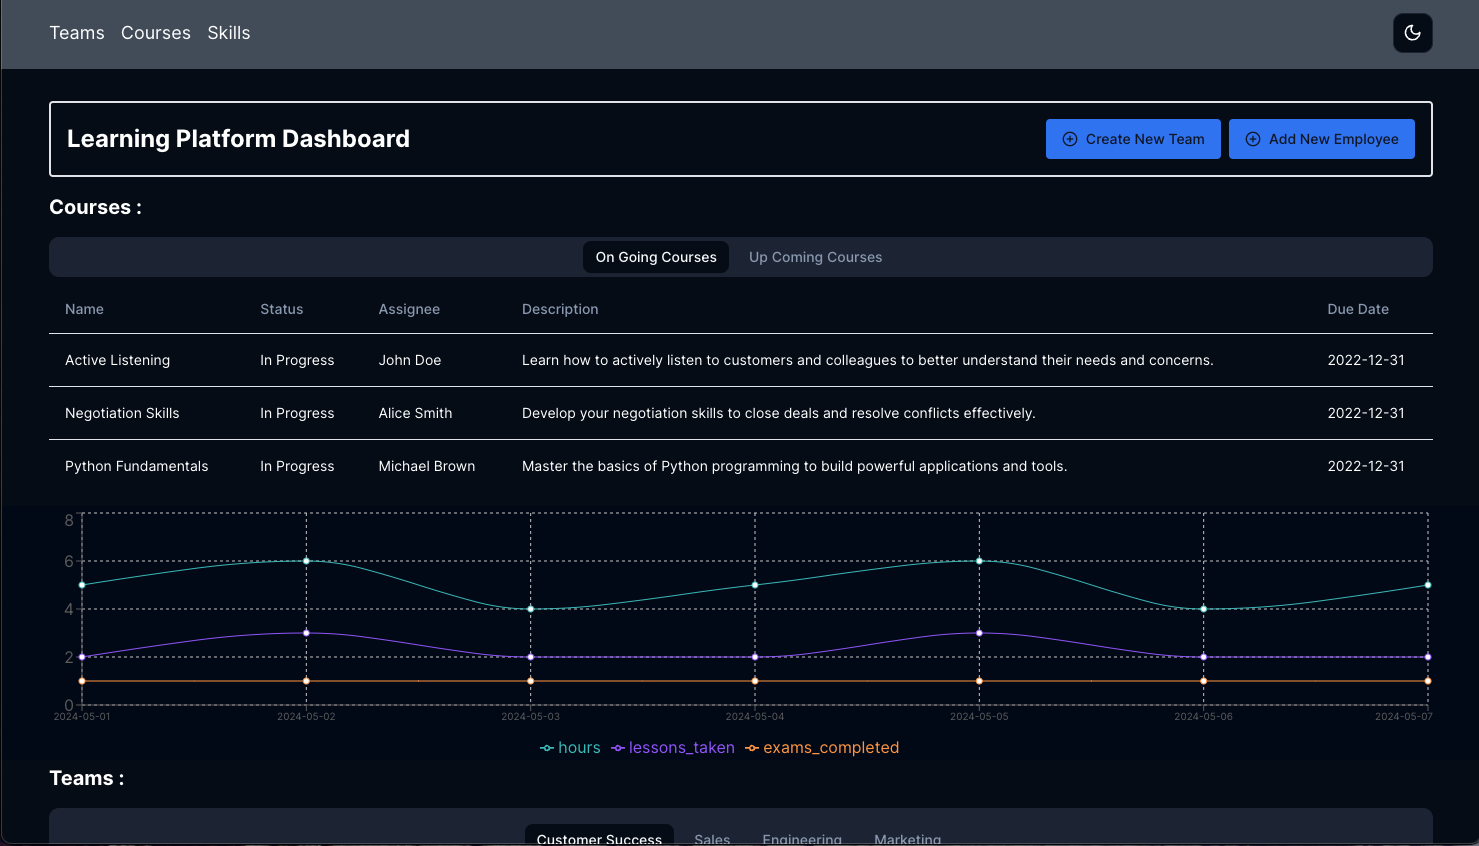 Teams Courses Skills
Learning Platform Dashboard
Create New Team
Add New Employee
Courses :
On Going Courses Up Coming Courses
Name Status Assignee Description Due Date
Active Listening In Progress John Doe Learn how to actively listen to customers and colleagues to better understand their needs and concerns. 2022-12-31
Negotiation Skills In Progress Alice Smith Develop your negotiation skills to close deals and resolve conflicts effectively. 2022-12-31
Python Fundamentals In Progress Michael Brown Master the basics of Python programming to build powerful applications and tools. 2022-12-31
8
6
4
2
0
2024-05-01 2024-05-02 2024-05-03 2024-05-04 2024-05-05 2024-05-06 2024-05-07
hours lessons_taken exams_completed
Teams :
Customer Success Sales Engineering Marketing